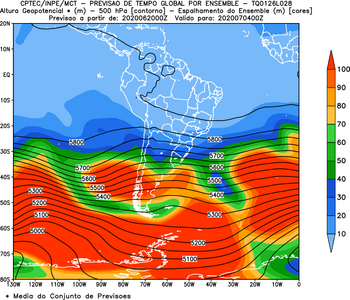 CPTEC/INPE/MCT - PREVISAO DE TEMPO GLOBAL POR ENSEMBLE - TQ0126L028
Altura Geopotencial * (m) - 500 hPa [contorno] - Espalhamento do Ensemble (m) [cores]
Previsao a partir de: 2020062000Z Valido para: 2020070400Z
20N
10N
EQ
10S
20S
30S
40S
50S
60S
70S
80S
130W 120W 110W 100W 90W 80W 70W 60W 50W 40W 30W 20W 10W 0
5800
5800
5700
5700
5600
5600
5500
5500
5400
5400
5300
5300
5200
5200
5100
5100
5000
100
90
80
70
60
50
40
30
20
10
* Media do Conjunto de Previsoes